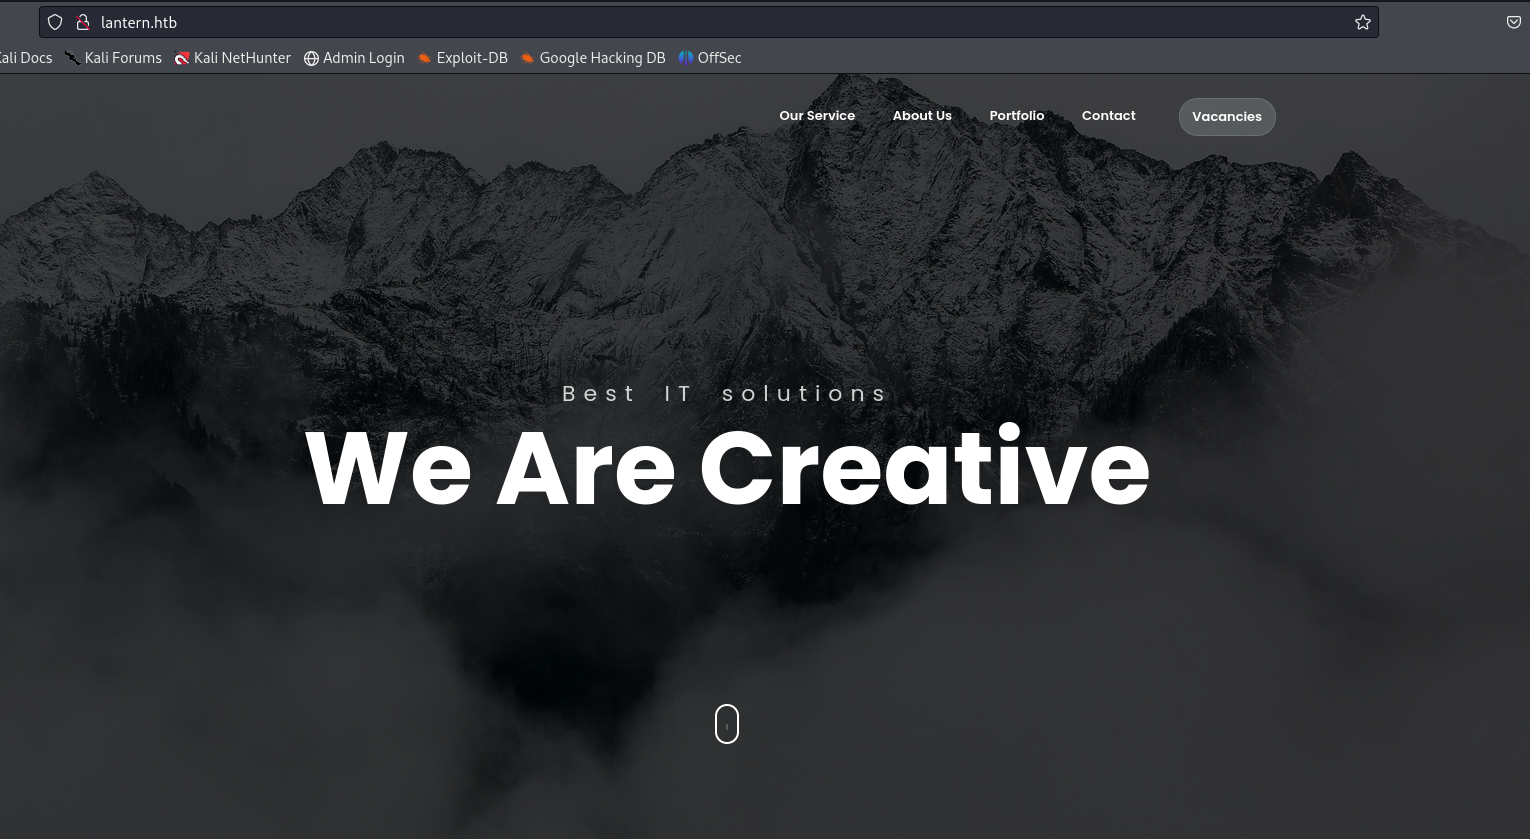 lantern.htb
Kali Docs Kali Forums Kali NetHunter Admin Login Exploit-DB Google Hacking DB OffSec
Our Service About Us Portfolio Contact Vacancies
Best IT solutions
We Are Creative